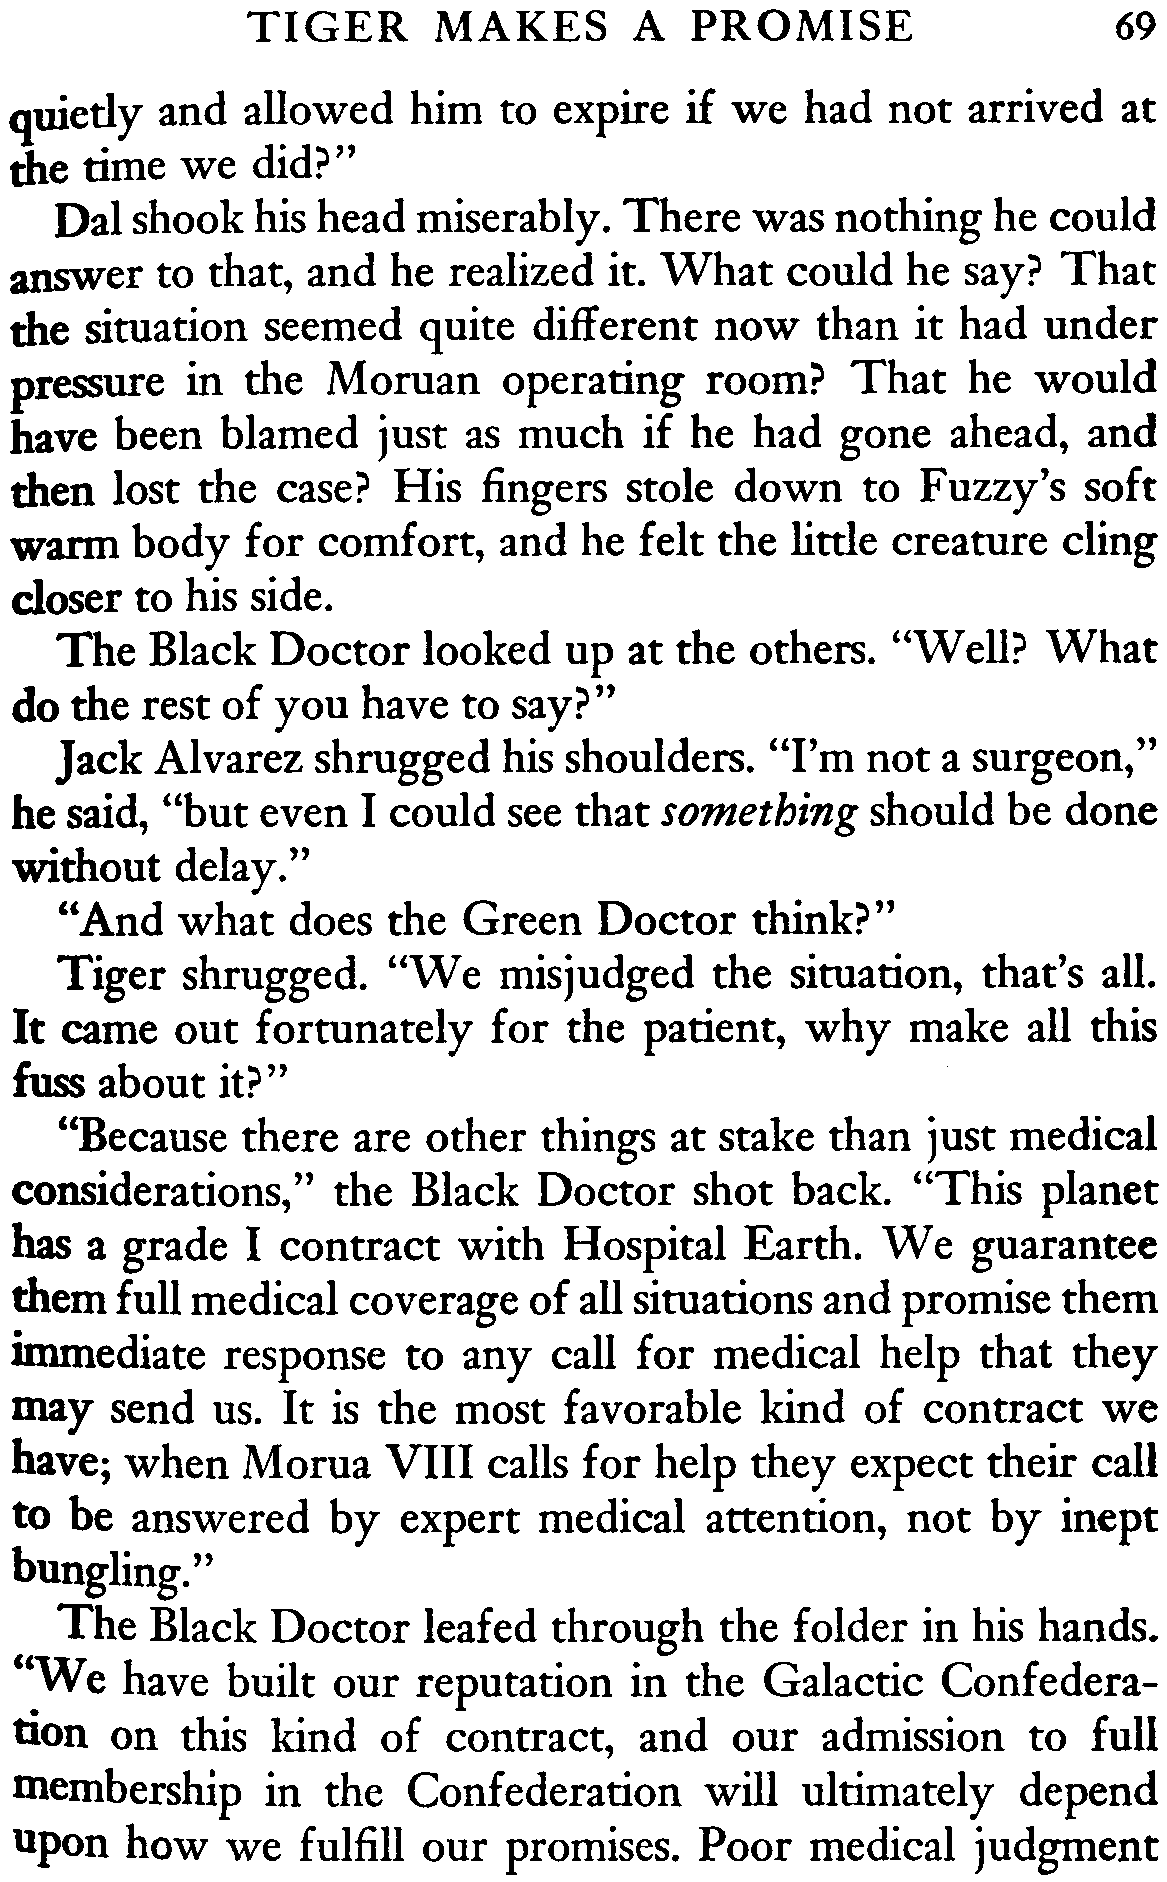 TIGER MAKES A PROMISE 69
quietly and allowed him to expire if we had not arrived at
the time we did?”
Dal shook his head miserably. There was nothing he could
answer to that, and he realized it. What could he say? That
the situation seemed quite different now than it had under
pressure in the Moruan operating room? That he would
have been blamed just as much if he had gone ahead, and
then lost the case? His fingers stole down to Fuzzy’s soft
warm body for comfort, and he felt the little creature cling
closer to his side.
The Black Doctor looked up at the others. “Well? What
do the rest of you have to say?”
Jack Alvarez shrugged his shoulders. “I’m not a surgeon,”
he said, “but even I could see that something should be done
without delay.”
“And what does the Green Doctor think?”
Tiger shrugged. “We misjudged the situation, that’s all.
It came out fortunately for the patient, why make all this
fuss about it?”
“Because there are other things at stake than just medical
considerations,” the Black Doctor shot back. “This planet
has a grade I contract with Hospital Earth. We guarantee
them full medical coverage of all situations and promise them
immediate response to any call for medical help that they
may send us. It is the most favorable kind of contract we
have; when Morua VIII calls for help they expect their call
to be answered by expert medical attention, not by inept
bungling.”
The Black Doctor leafed through the folder in his hands.
“We have built our reputation in the Galactic Confedera-
tion on this kind of contract, and our admission to full
membership in the Confederation will ultimately depend
upon how we fulfill our promises. Poor medical judgment